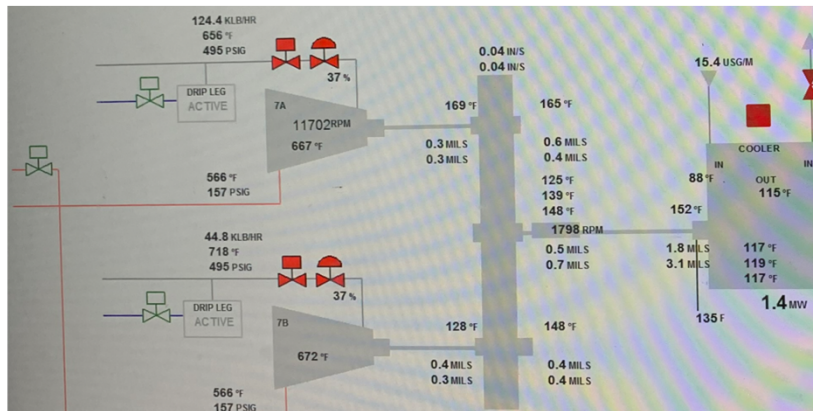 124.4 KLB/HR
656 °F
495 PSIG
37 %
DRIP LEG
ACTIVE
7A
11702RPM
667 °F
566 °F
157 PSIG
0.04 IN/S
0.04 IN/S
169 °F
165 °F
0.3 MILS
0.3 MILS
0.6 MILS
0.4 MILS
125 °F
139 °F
148 °F
1798 RPM
0.5 MILS
0.7 MILS
15.4 USG/M
COOLER
IN
IN
88 °F
OUT
115 °F
152 °F
1.8 MILS
3.1 MILS
117 °F
119 °F
117 °F
1.4 MW
135 F
44.8 KLB/HR
718 °F
495 PSIG
37 %
DRIP LEG
ACTIVE
7B
672 °F
128 °F
148 °F
0.4 MILS
0.3 MILS
0.4 MILS
0.4 MILS
566 °F
157 PSIG